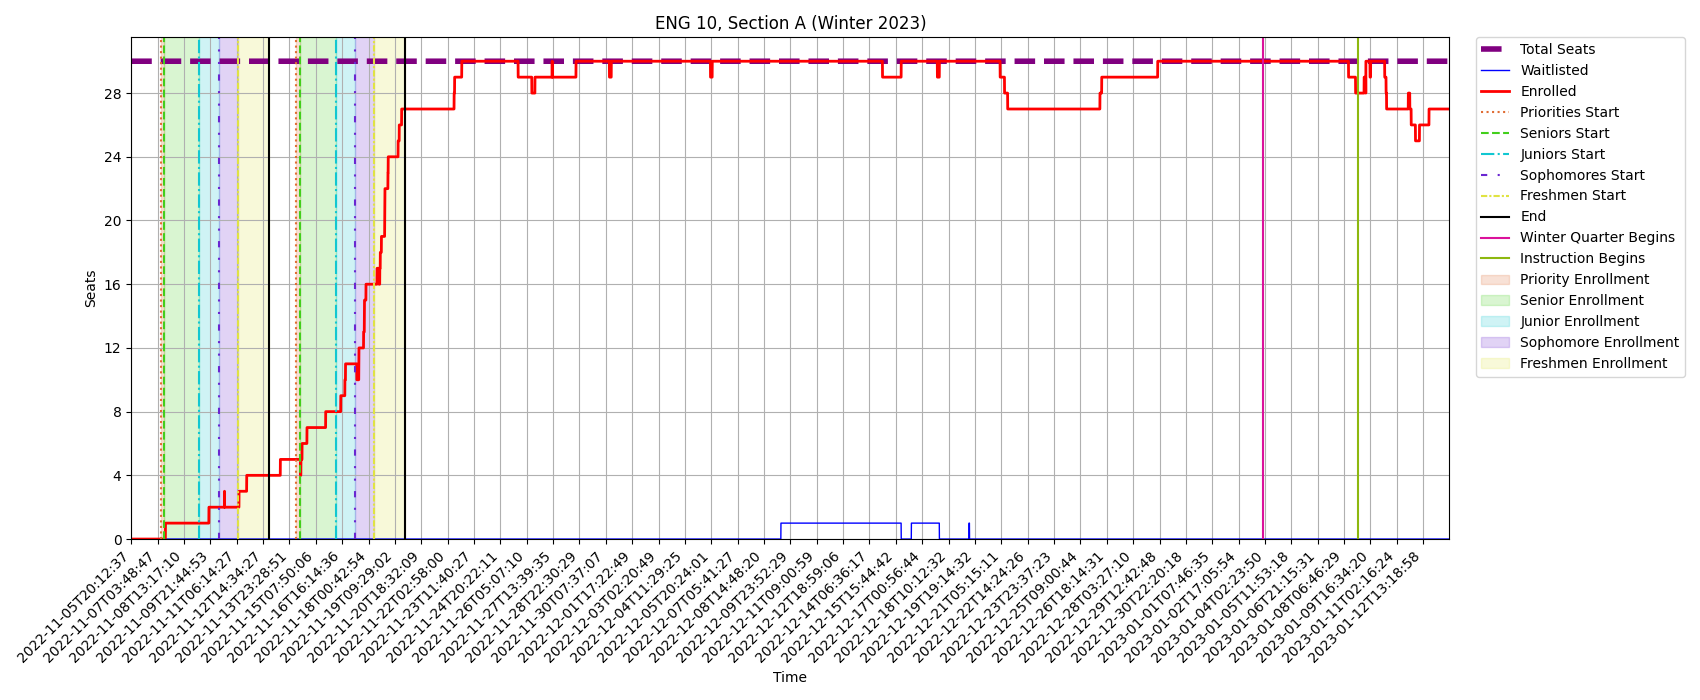 ENG 10, Section A (Winter 2023)
Seats
28
24
20
16
12
8
4
0
2022-11-05T20:12:37
2022-11-07T03:48:47
2022-11-08T13:17:10
2022-11-09T21:44:53
2022-11-11T06:14:27
2022-11-12T14:34:27
2022-11-13T23:28:51
2022-11-15T07:50:06
2022-11-16T16:14:36
2022-11-18T00:42:54
2022-11-19T09:29:02
2022-11-20T18:32:09
2022-11-22T02:58:00
2022-11-23T11:40:27
2022-11-24T20:22:11
2022-11-26T05:07:10
2022-11-27T13:39:35
2022-11-28T22:30:29
2022-11-30T07:37:07
2022-12-01T17:22:49
2022-12-03T02:20:49
2022-12-04T11:29:25
2022-12-05T20:24:01
2022-12-07T05:41:27
2022-12-08T14:48:20
2022-12-09T23:52:29
2022-12-11T09:00:59
2022-12-12T18:59:06
2022-12-14T06:36:17
2022-12-15T15:44:42
2022-12-17T00:56:44
2022-12-18T10:12:32
2022-12-19T19:14:32
2022-12-21T05:15:11
2022-12-22T14:24:26
2022-12-23T23:37:23
2022-12-25T09:00:44
2022-12-26T18:14:31
2022-12-28T03:27:10
2022-12-29T12:42:48
2022-12-30T22:20:18
2023-01-01T07:46:35
2023-01-02T17:05:54
2023-01-04T02:23:50
2023-01-05T11:53:18
2023-01-06T21:15:31
2023-01-08T06:46:29
2023-01-09T16:34:20
2023-01-11T02:16:24
2023-01-12T13:18:58
Time
Total Seats
Waitlisted
Enrolled
Priorities Start
Seniors Start
Juniors Start
Sophomores Start
Freshmen Start
End
Winter Quarter Begins
Instruction Begins
Priority Enrollment
Senior Enrollment
Junior Enrollment
Sophomore Enrollment
Freshmen Enrollment